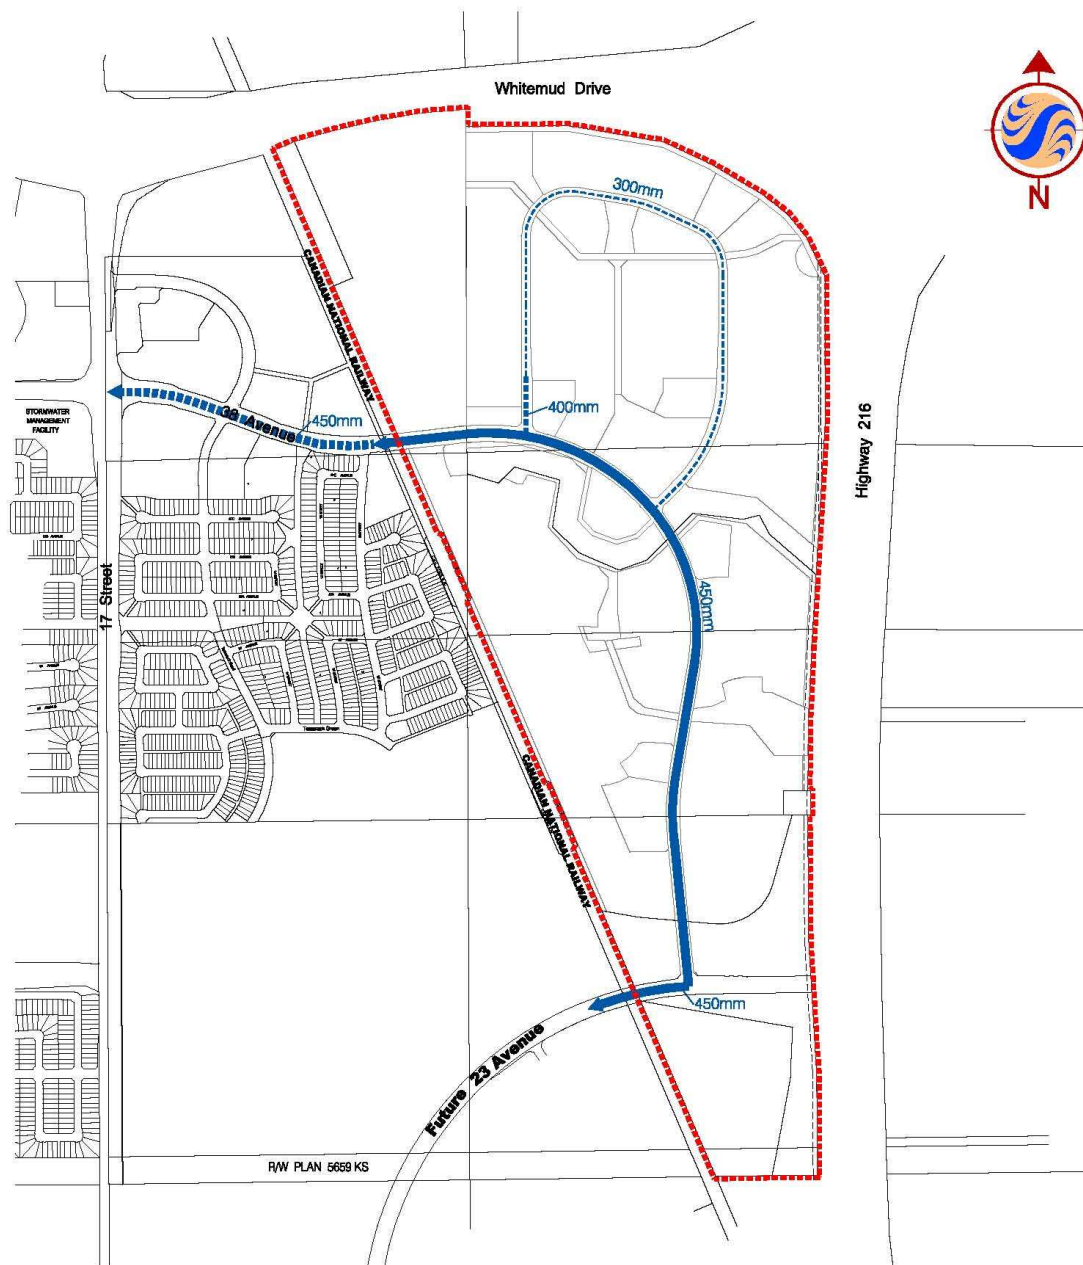 Whitemud Drive
N
300mm
CANADIAN NATIONAL RAILWAY
400mm
38 Avenue
450mm
STORMWATER
MANAGEMENT
FACILITY
Highway 216
17 Street
450mm
CANADIAN NATIONAL RAILWAY
450mm
Future 23 Avenue
R/W PLAN 5659 KS